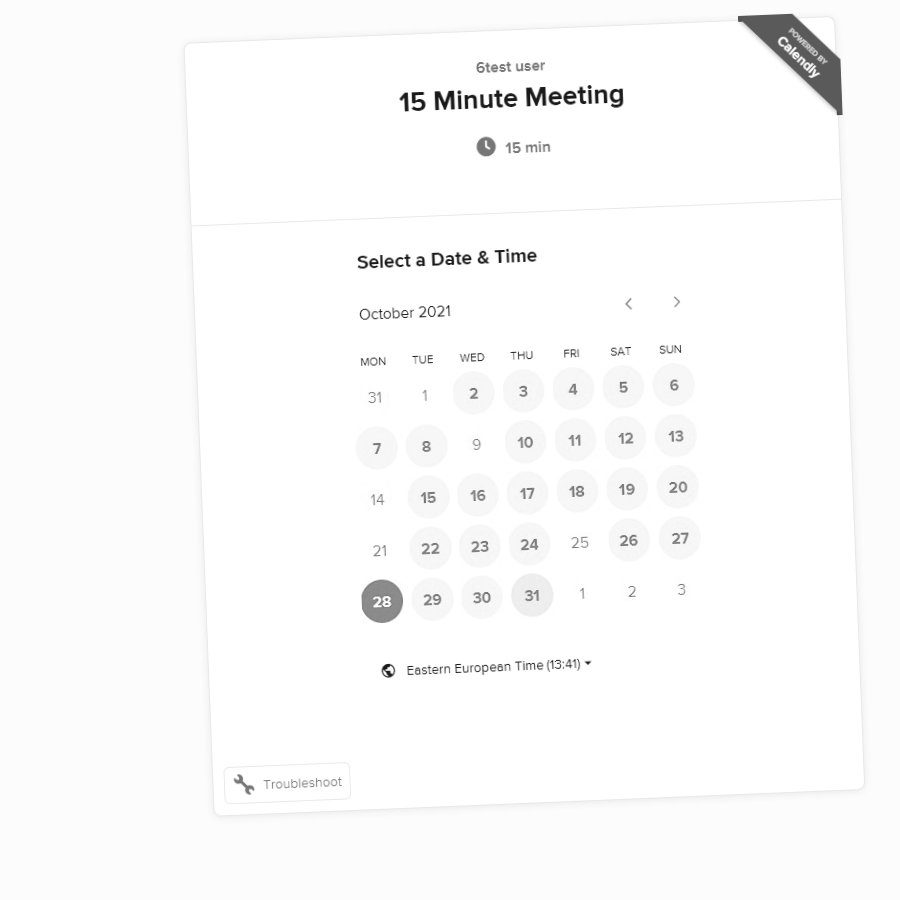 6test user
15 Minute Meeting
15 min
POWERED BY
Calendly
Select a Date & Time
October 2021
MON TUE WED THU FRI SAT SUN
31 1 2 3 4 5 6
7 8 9 10 11 12 13
14 15 16 17 18 19 20
21 22 23 24 25 26 27
28 29 30 31 1 2 3
Eastern European Time (13:41)
Troubleshoot